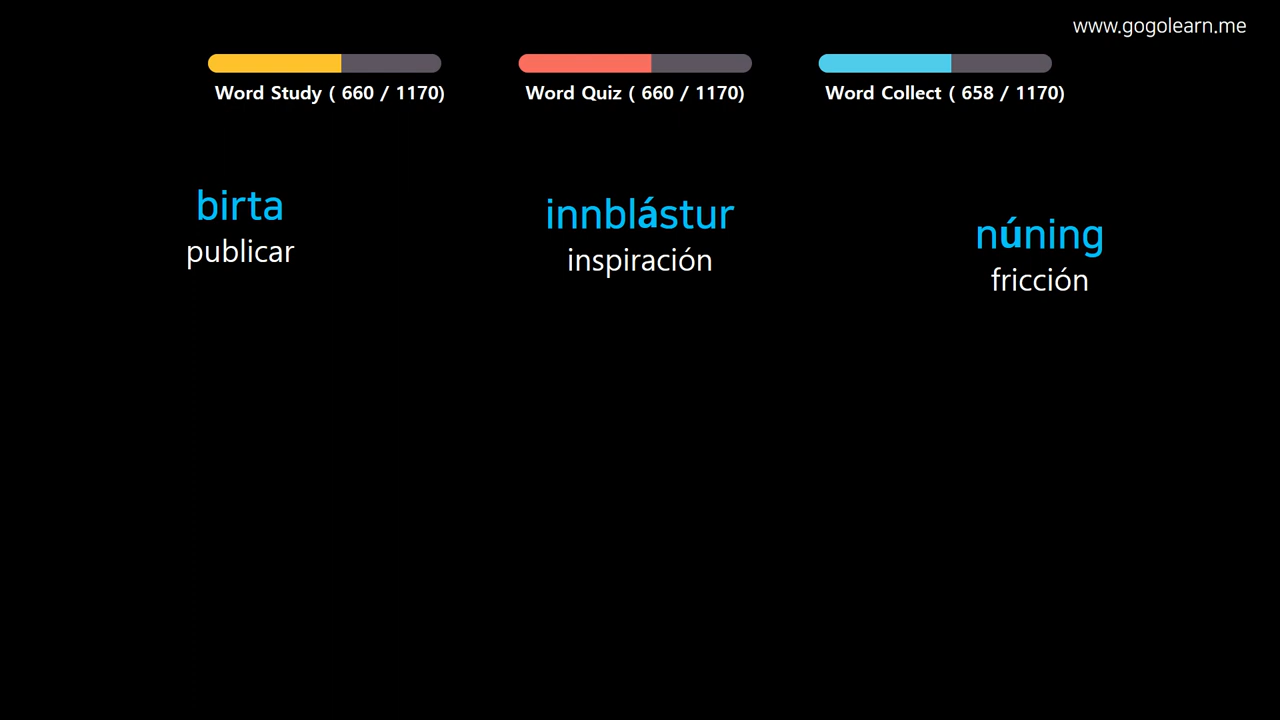 www.gogolearn.me
Word Study ( 660 / 1170)
Word Quiz ( 660 / 1170)
Word Collect ( 658 / 1170)
birta
publicar
innblástur
inspiración
núning
fricción